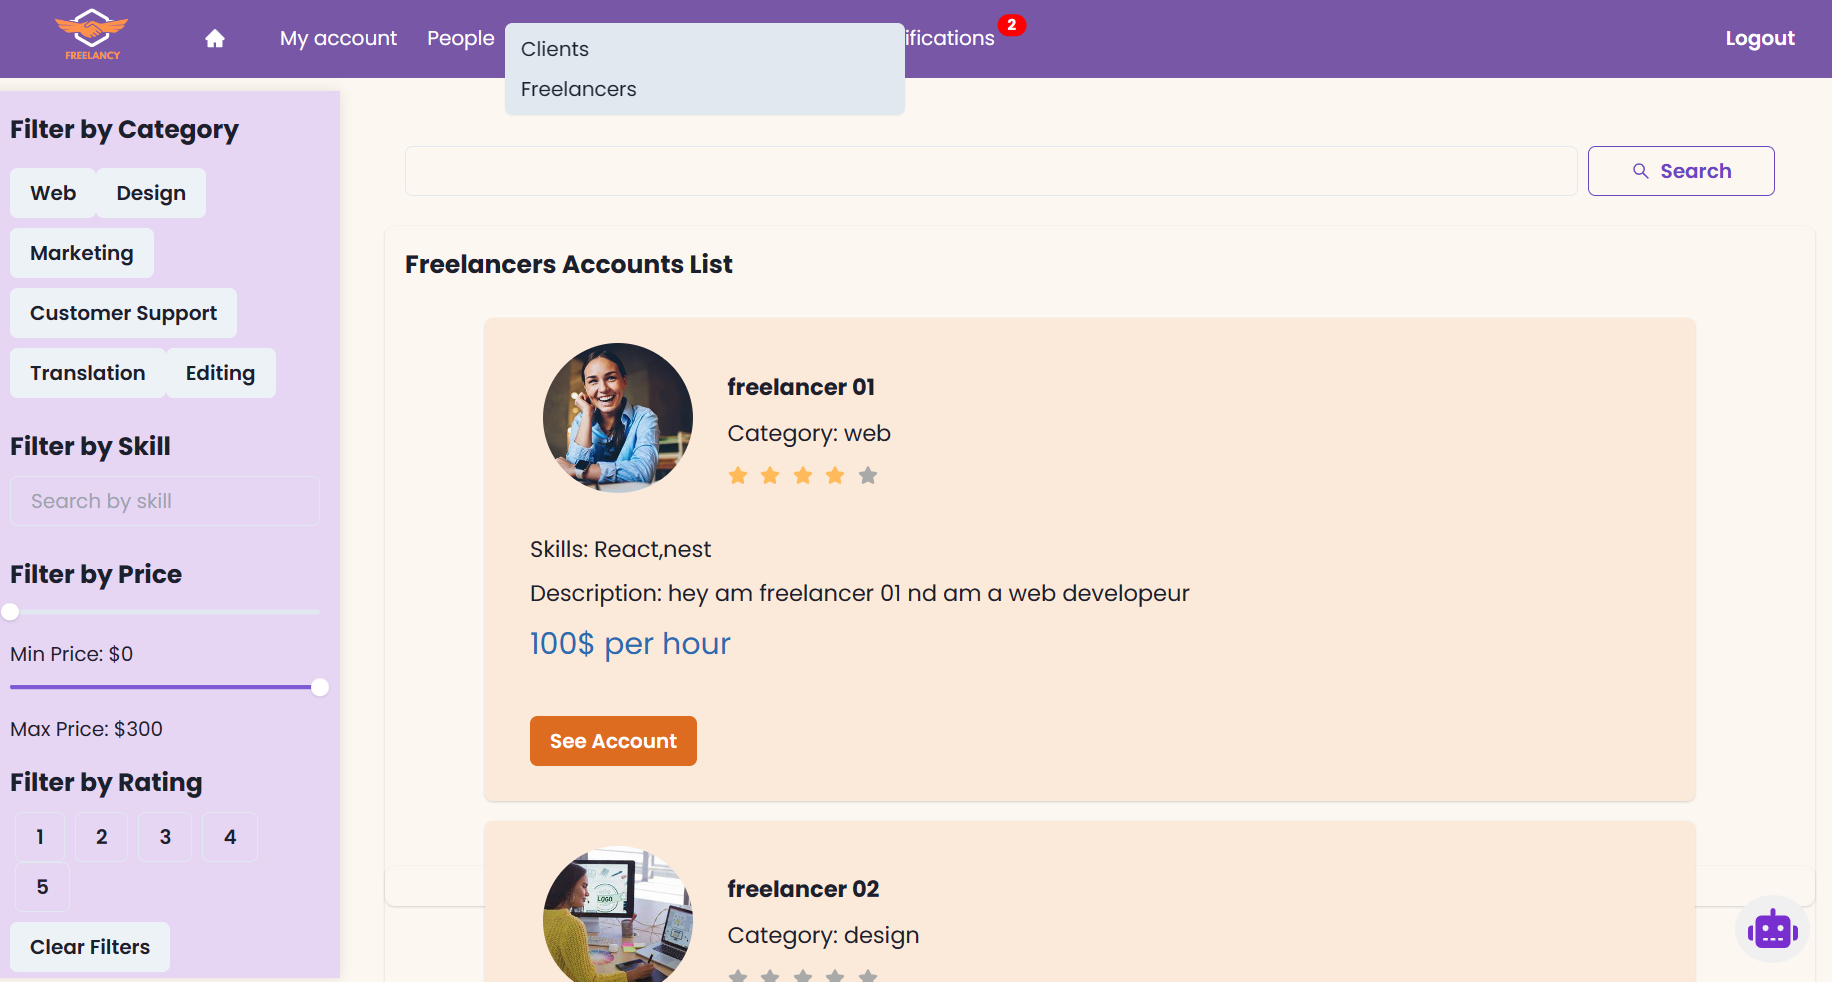 FREELANCY
My account People ifications 2 Logout
Clients
Freelancers
Filter by Category
Web Design
Marketing
Customer Support
Translation Editing
Filter by Skill
Search by skill
Filter by Price
Min Price: $0
Max Price: $300
Filter by Rating
1 2 3 4
5
Clear Filters
Search
Freelancers Accounts List
freelancer 01
Category: web
Skills: React,nest
Description: hey am freelancer 01 nd am a web developeur
100$ per hour
See Account
LOGO
freelancer 02
Category: design